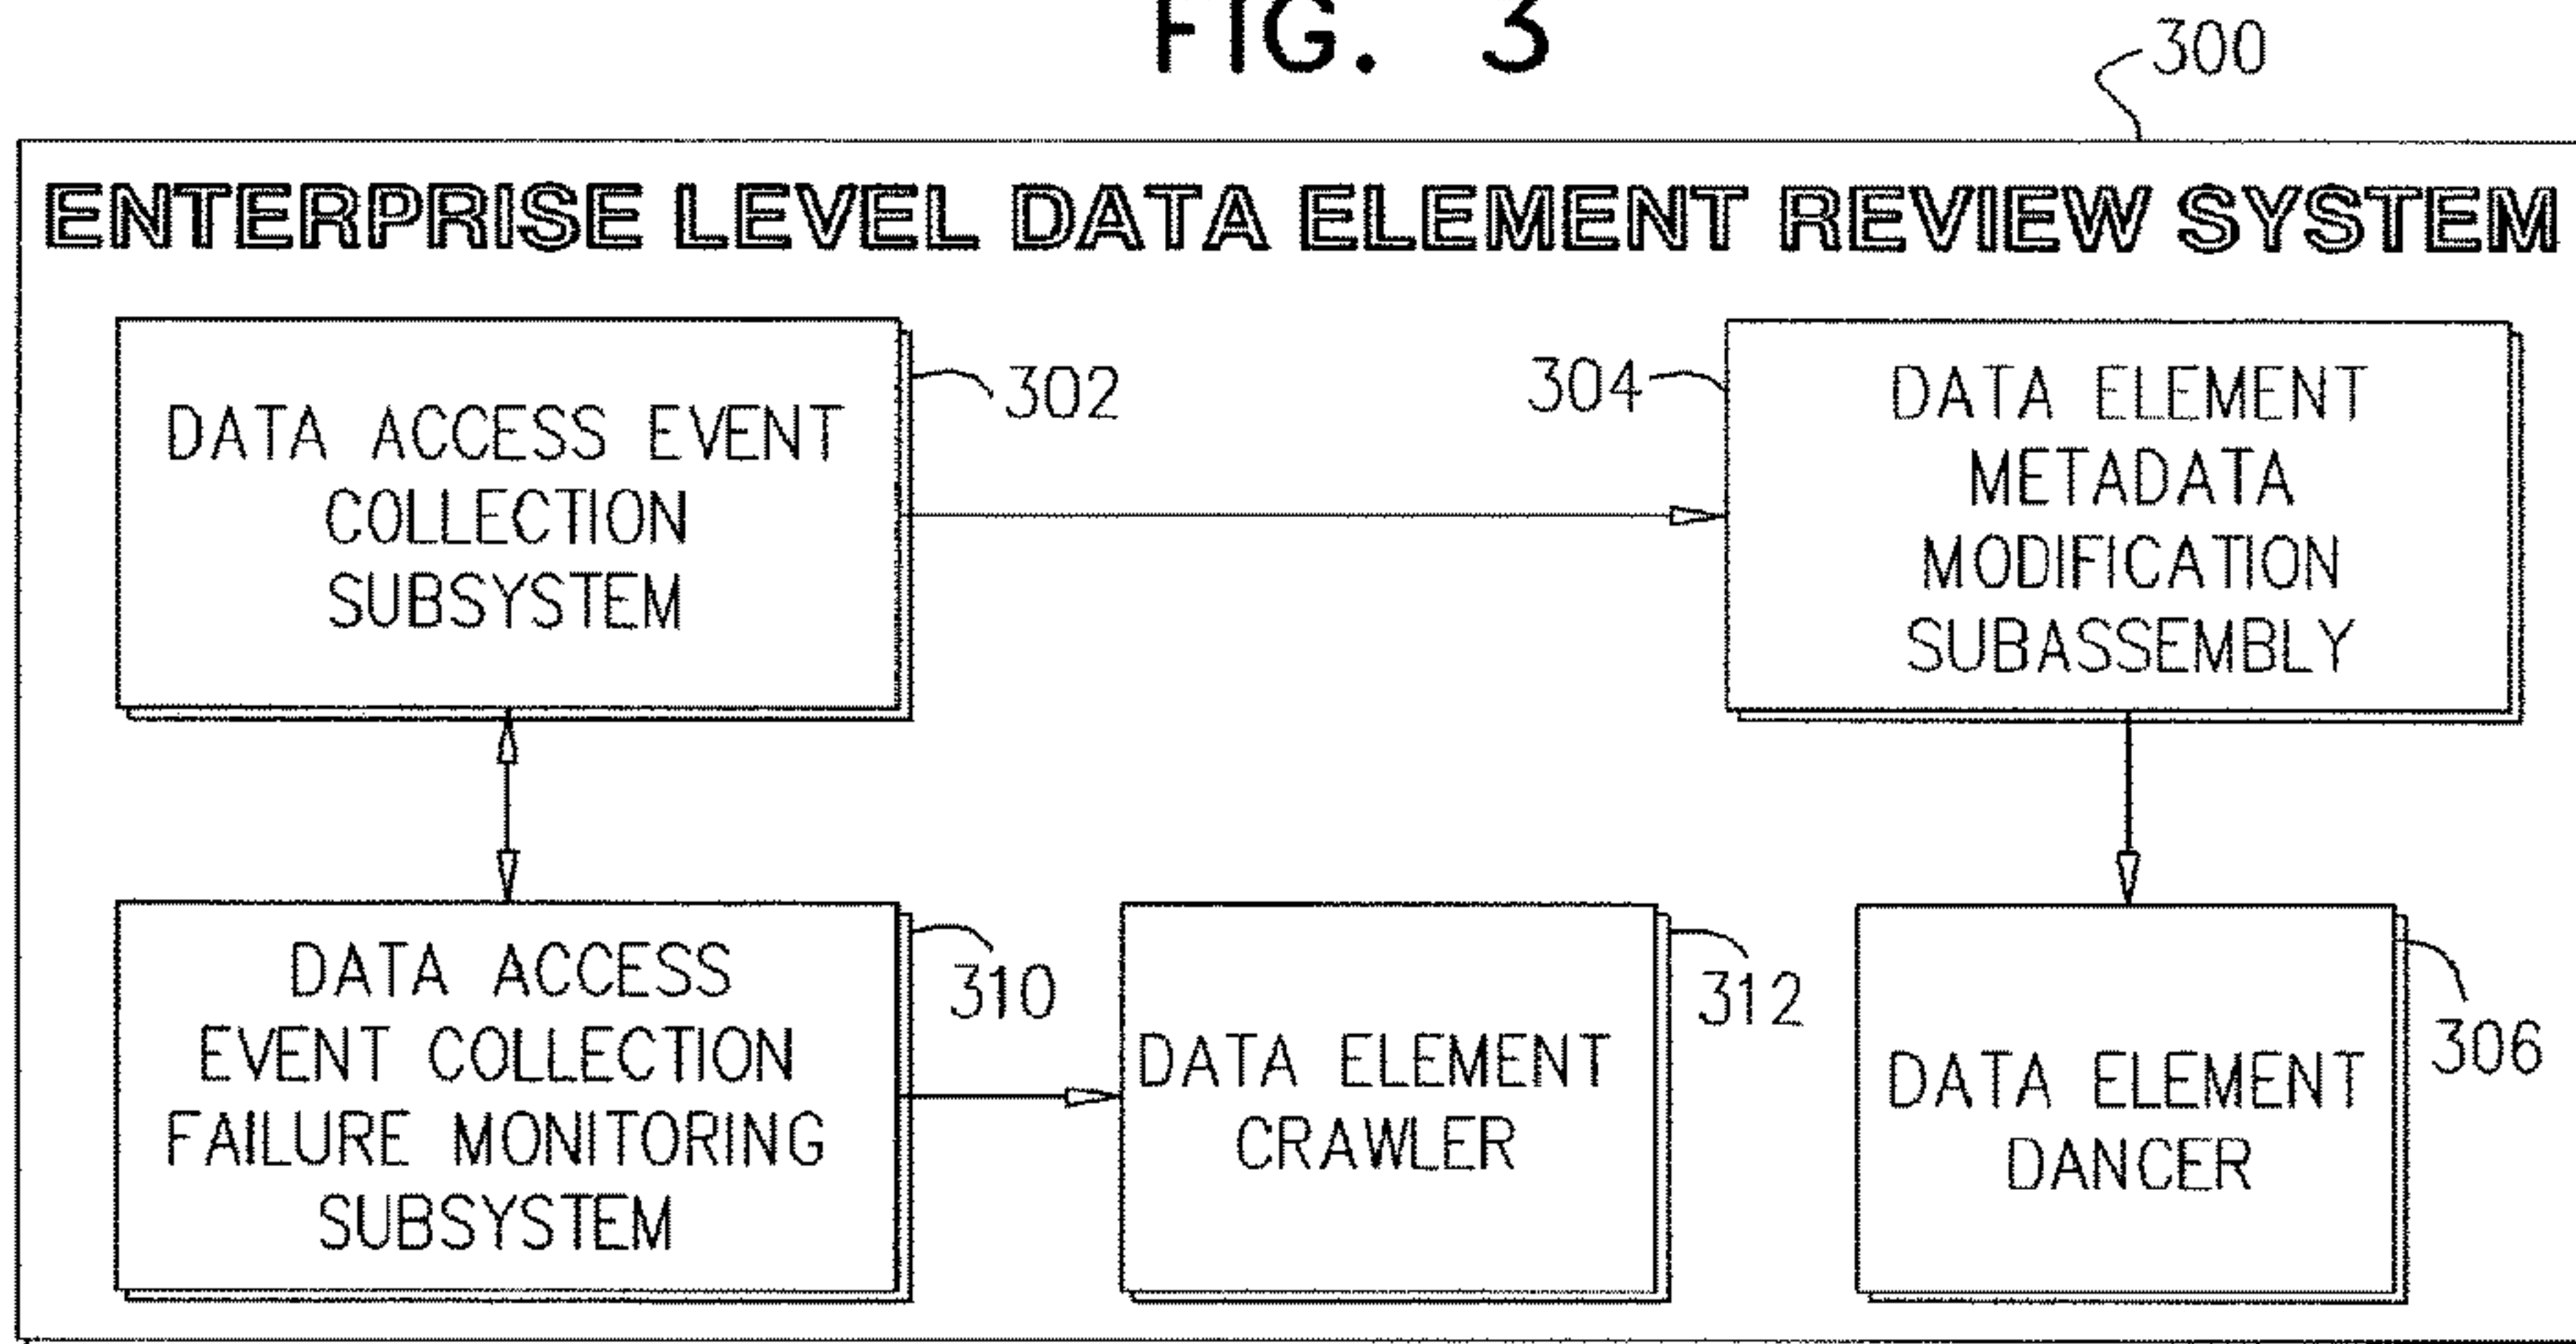 FIG. 3
300
ENTERPRISE LEVEL DATA ELEMENT REVIEW SYSTEM
DATA ACCESS EVENT
COLLECTION
SUBSYSTEM
302
304
DATA ELEMENT
METADATA
MODIFICATION
SUBASSEMBLY
DATA ACCESS
EVENT COLLECTION
FAILURE MONITORING
SUBSYSTEM
310
DATA ELEMENT
CRAWLER
312
DATA ELEMENT
DANCER
306